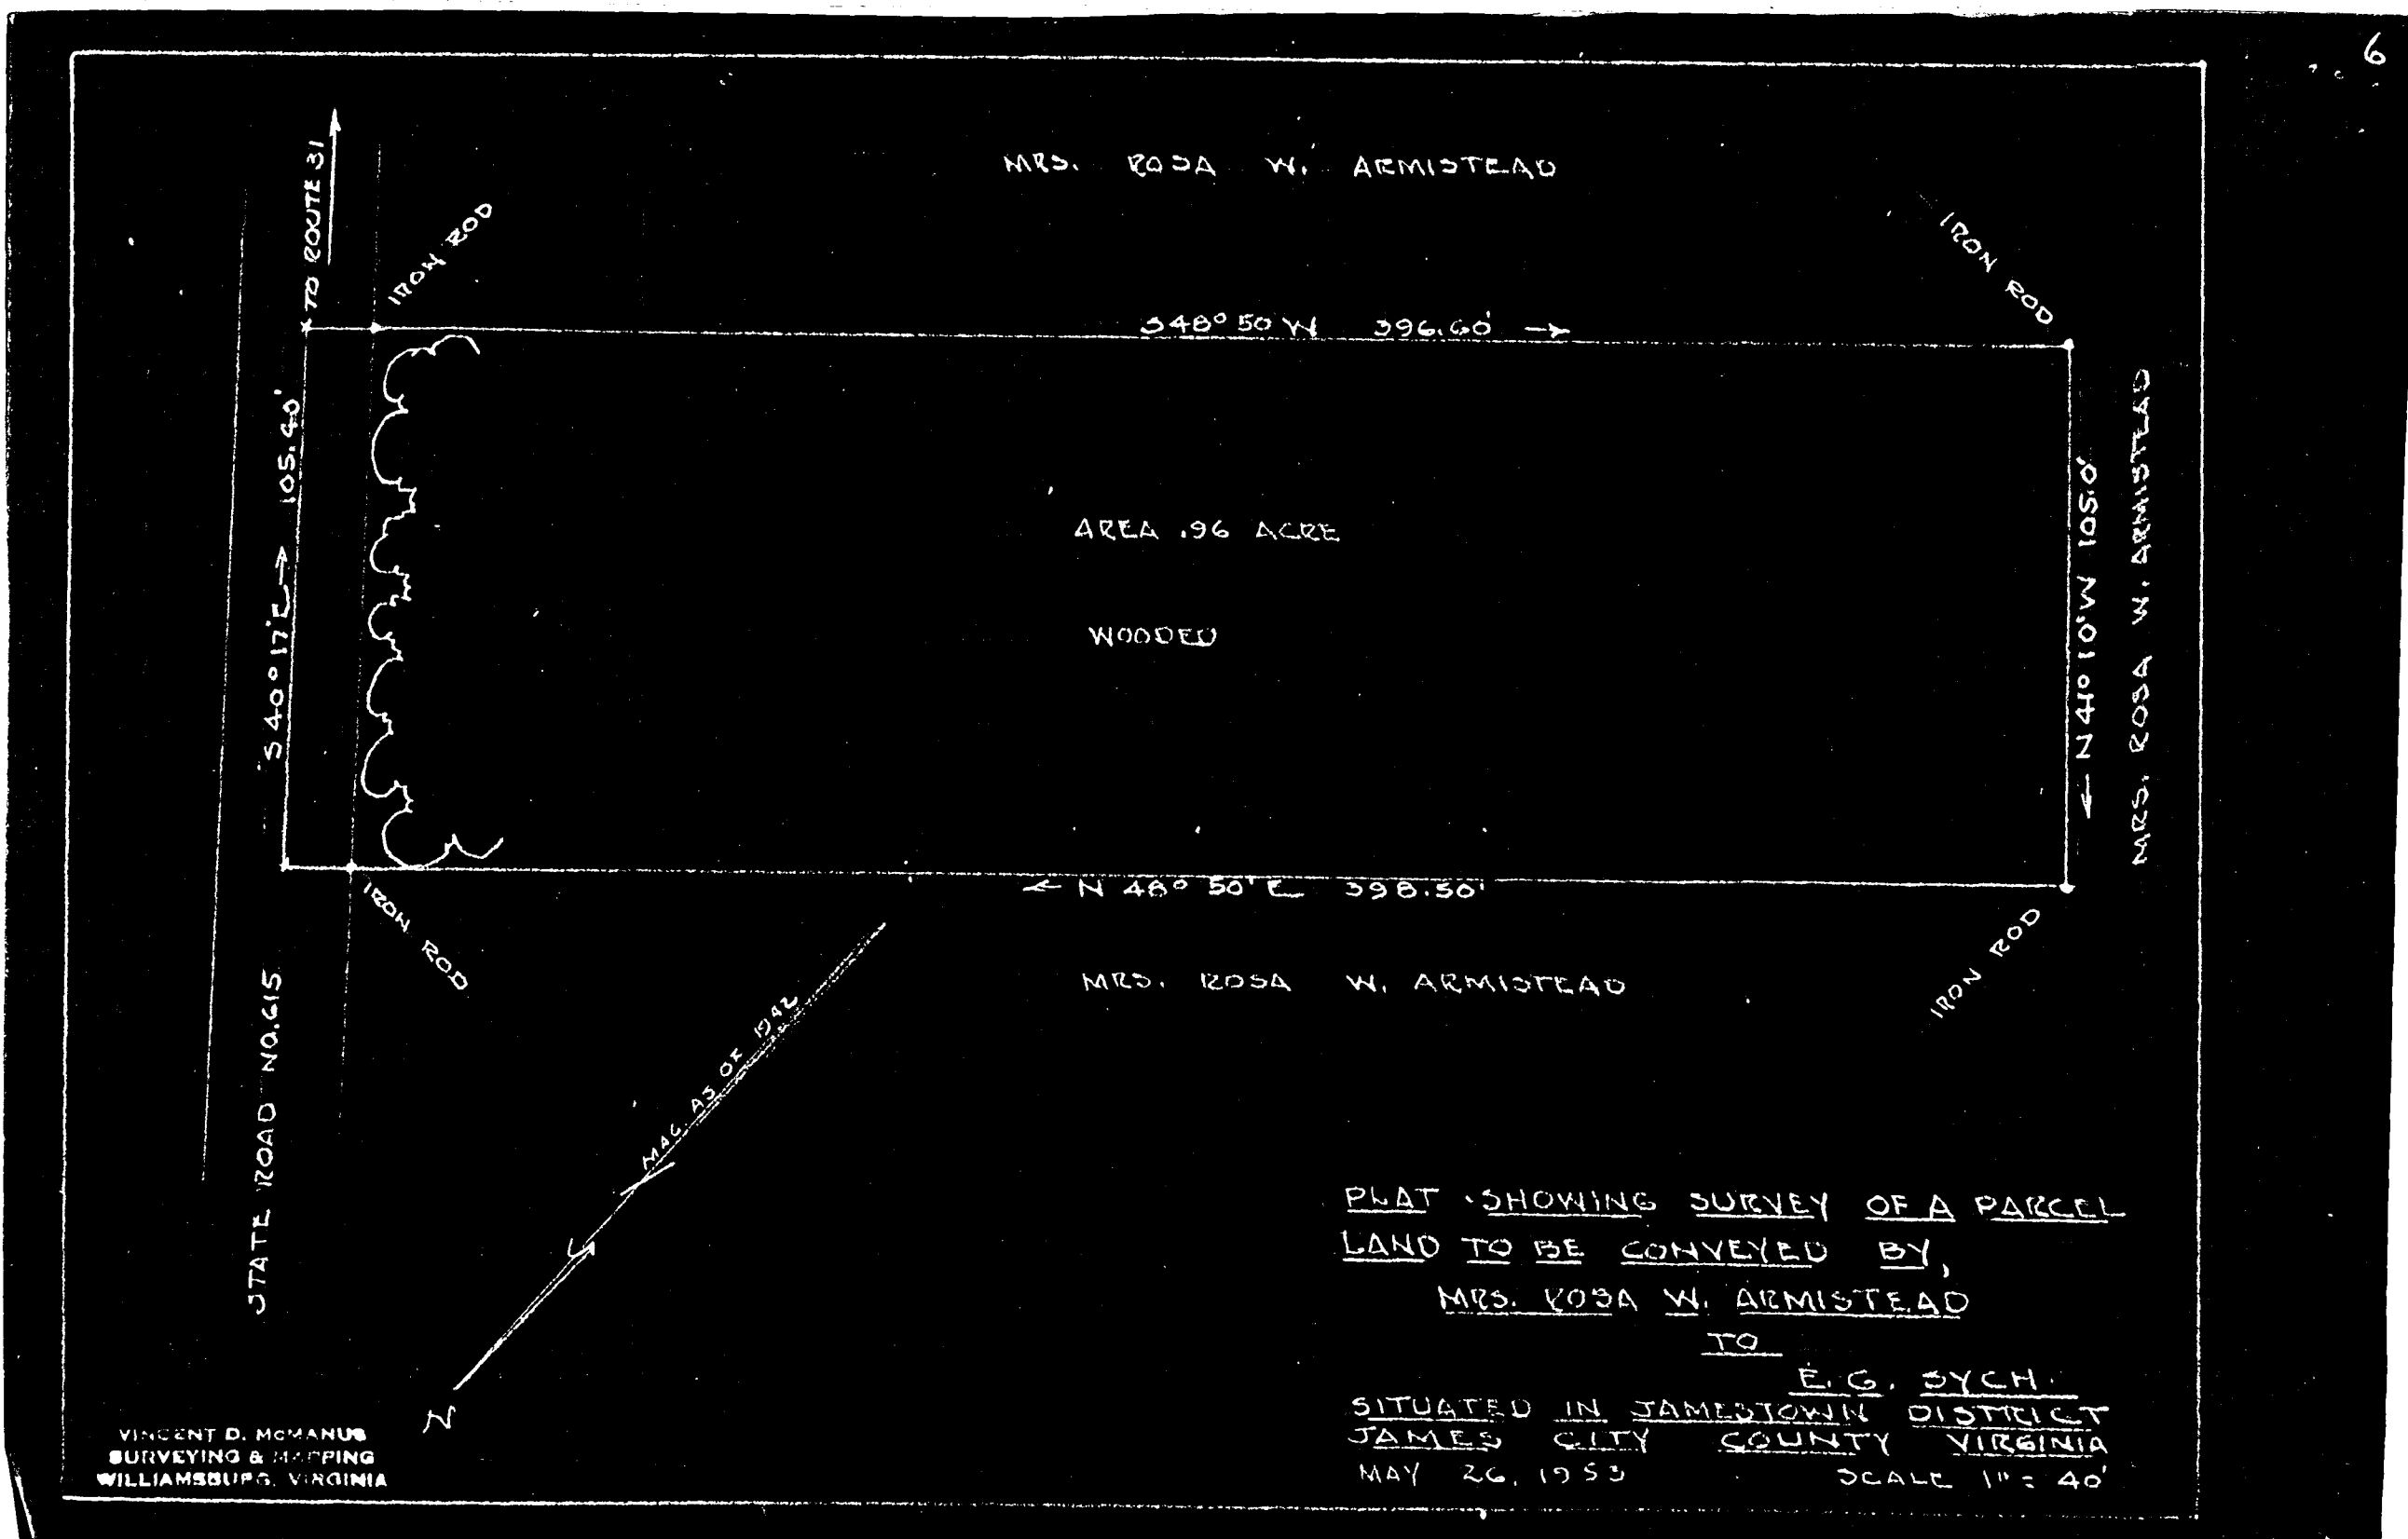 6
MRS. ROSA W. ARMISTEAD
TO ROUTE 31
IRON ROD
IRON ROD
S48° 50 W 396.60' →
S 40° 17' E → 105.40'
AREA .96 ACRE
WOODED
← N 41° 10' W 105.0'
MRS. ROSA W. ARMISTEAD
← N 48° 50' E 398.50'
IRON ROD
IRON ROD
MRS. ROSA W. ARMISTEAD
STATE ROAD NO. 615
MAG. AS OF 1942
N
PLAT SHOWING SURVEY OF A PARCEL
LAND TO BE CONVEYED BY,
MRS. ROSA W. ARMISTEAD
TO
E. G. SYCH.
SITUATED IN JAMESTOWN DISTRICT
JAMES CITY COUNTY VIRGINIA
MAY 26, 1953 SCALE 1" = 40'
VINCENT D. MCMANUS
SURVEYING & MAPPING
WILLIAMSBURG, VIRGINIA